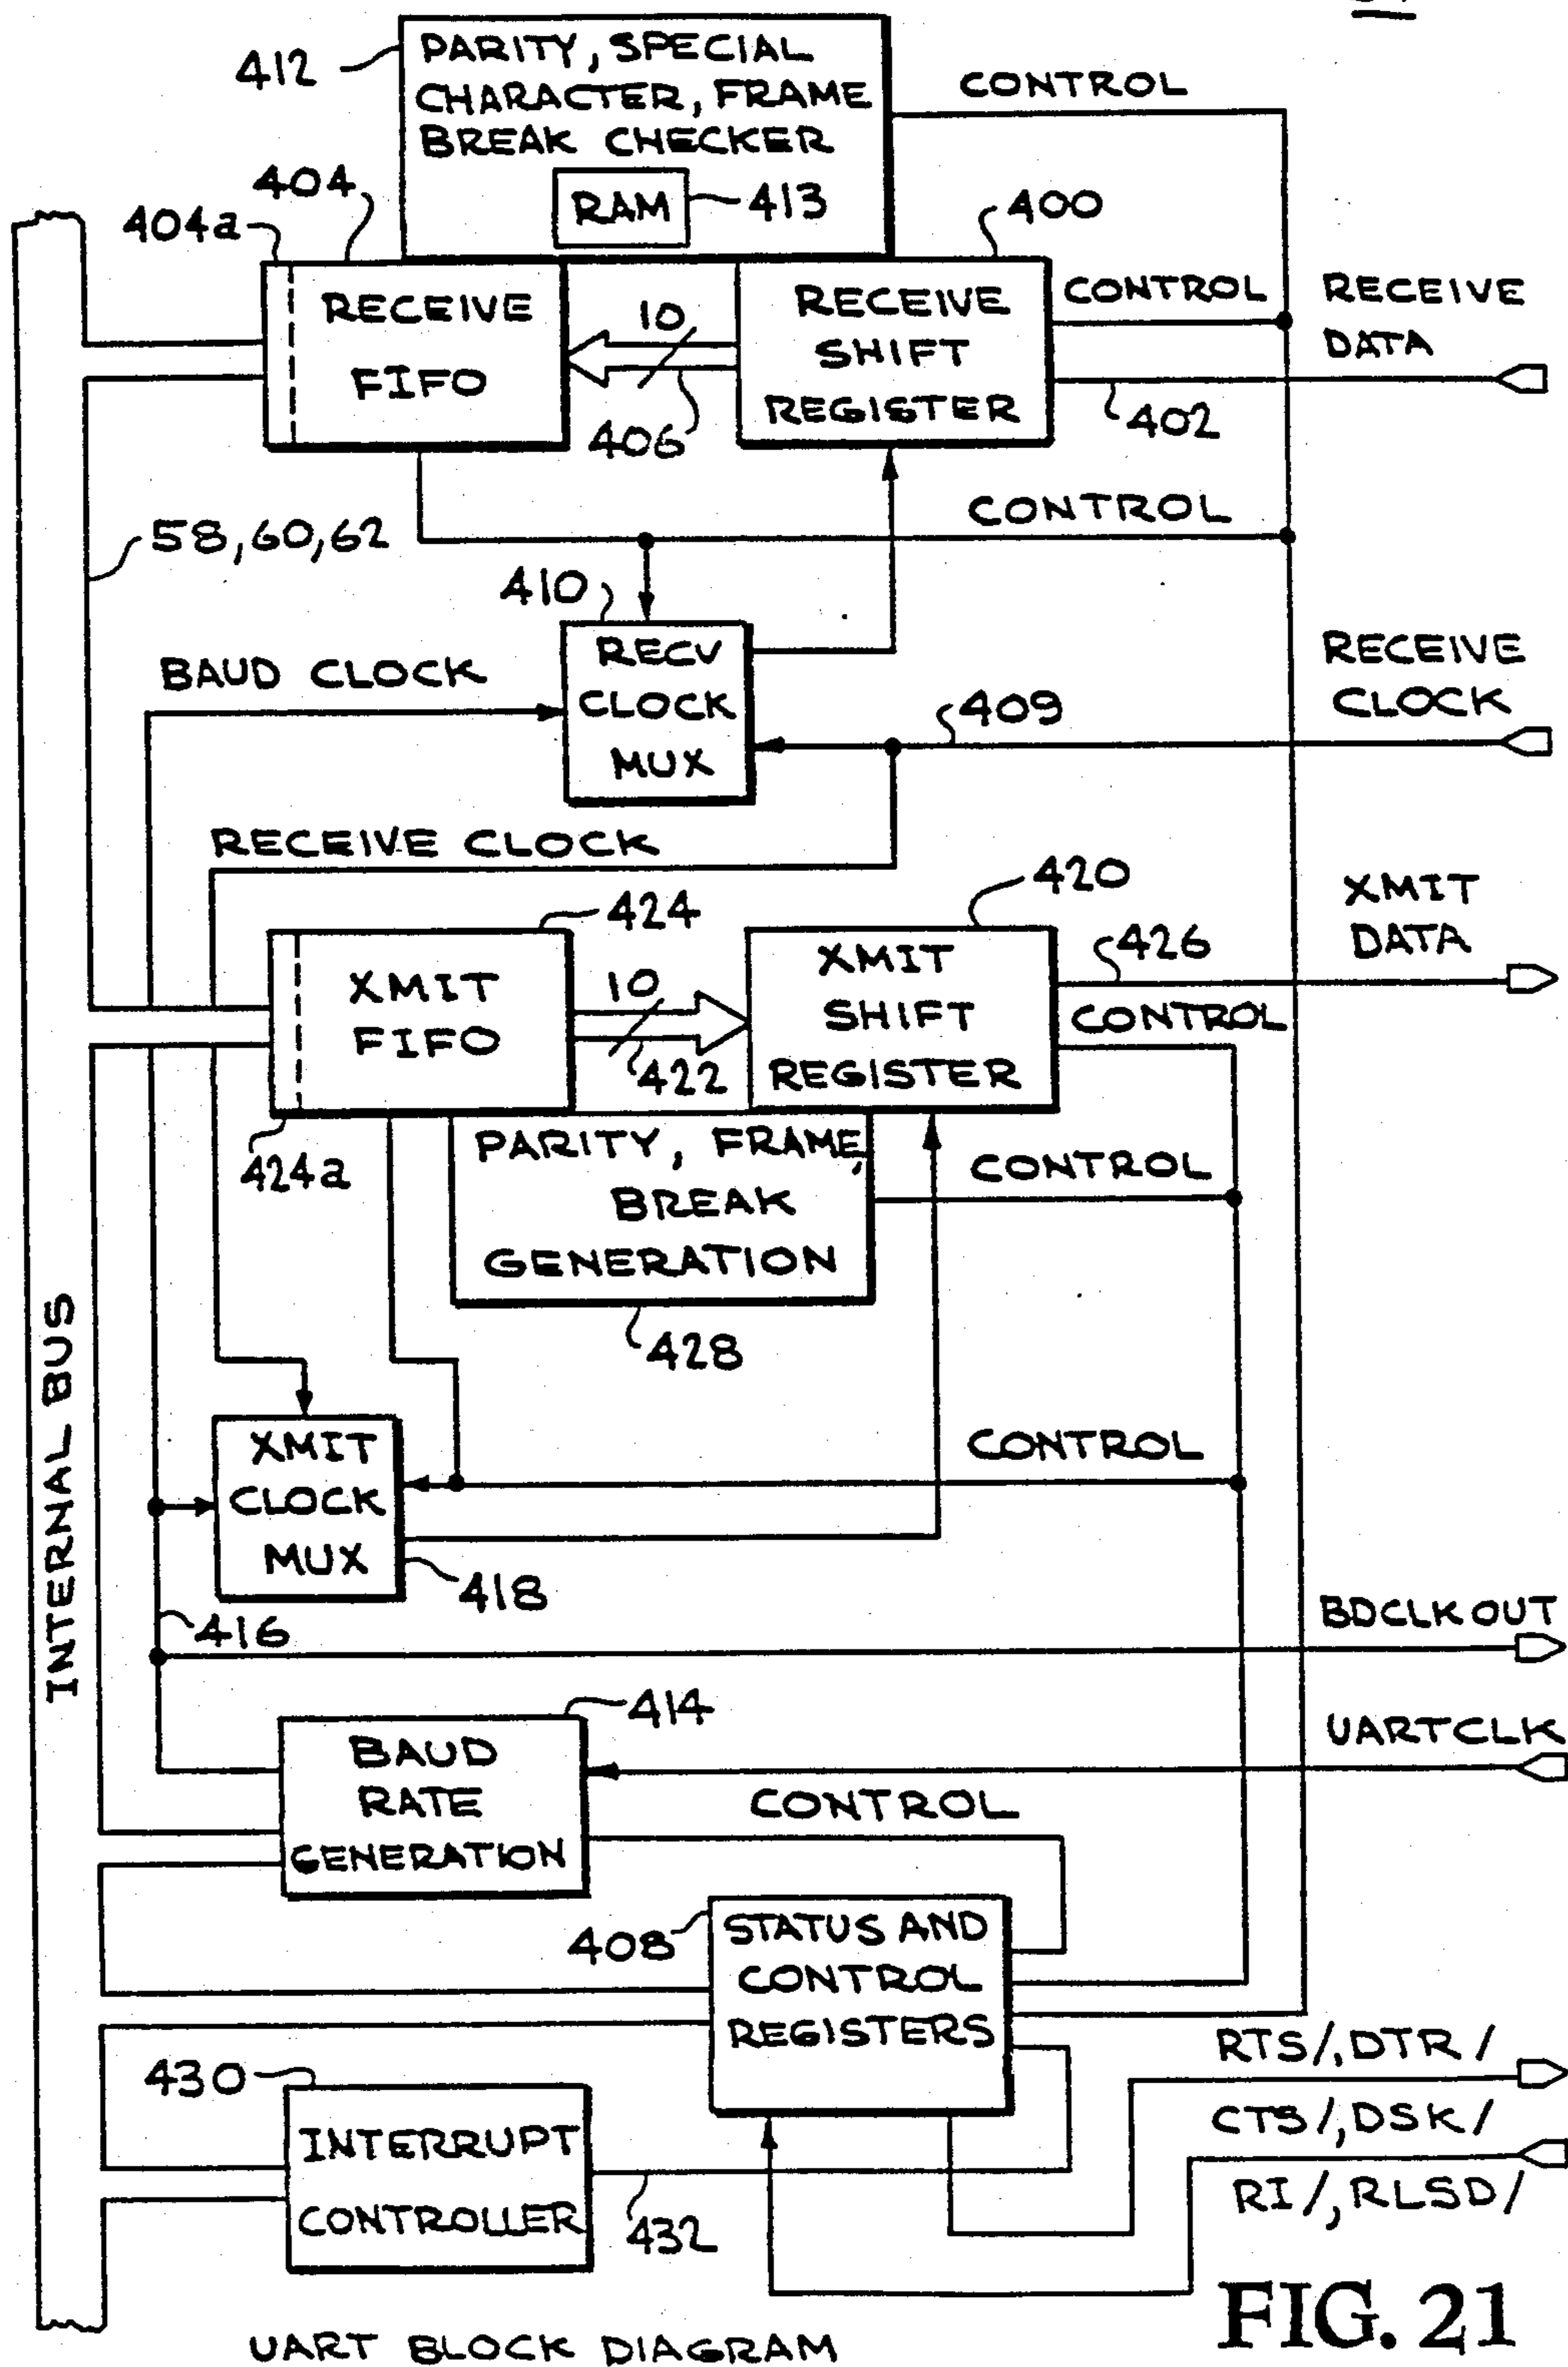 412
PARITY, SPECIAL
CHARACTER, FRAME
BREAK CHECKER
CONTROL
RAM
413
404
404a
400
RECEIVE
FIFO
10
406
RECEIVE
SHIFT
REGISTER
CONTROL
RECEIVE
DATA
402
CONTROL
58, 60, 62
410
RECV
CLOCK
MUX
BAUD CLOCK
RECEIVE
CLOCK
409
RECEIVE CLOCK
424
420
XMIT
FIFO
10
422
XMIT
SHIFT
REGISTER
426
XMIT
DATA
CONTROL
424a
PARITY, FRAME,
BREAK
GENERATION
CONTROL
428
INTERNAL BUS
XMIT
CLOCK
MUX
CONTROL
418
416
BDCLKOUT
414
BAUD
RATE
GENERATION
UARTCLK
CONTROL
408
STATUS AND
CONTROL
REGISTERS
430
INTERRUPT
CONTROLLER
432
RTS/, DTR/
CTS/, DSK/
RI/, RLSD/
FIG. 21
UART BLOCK DIAGRAM